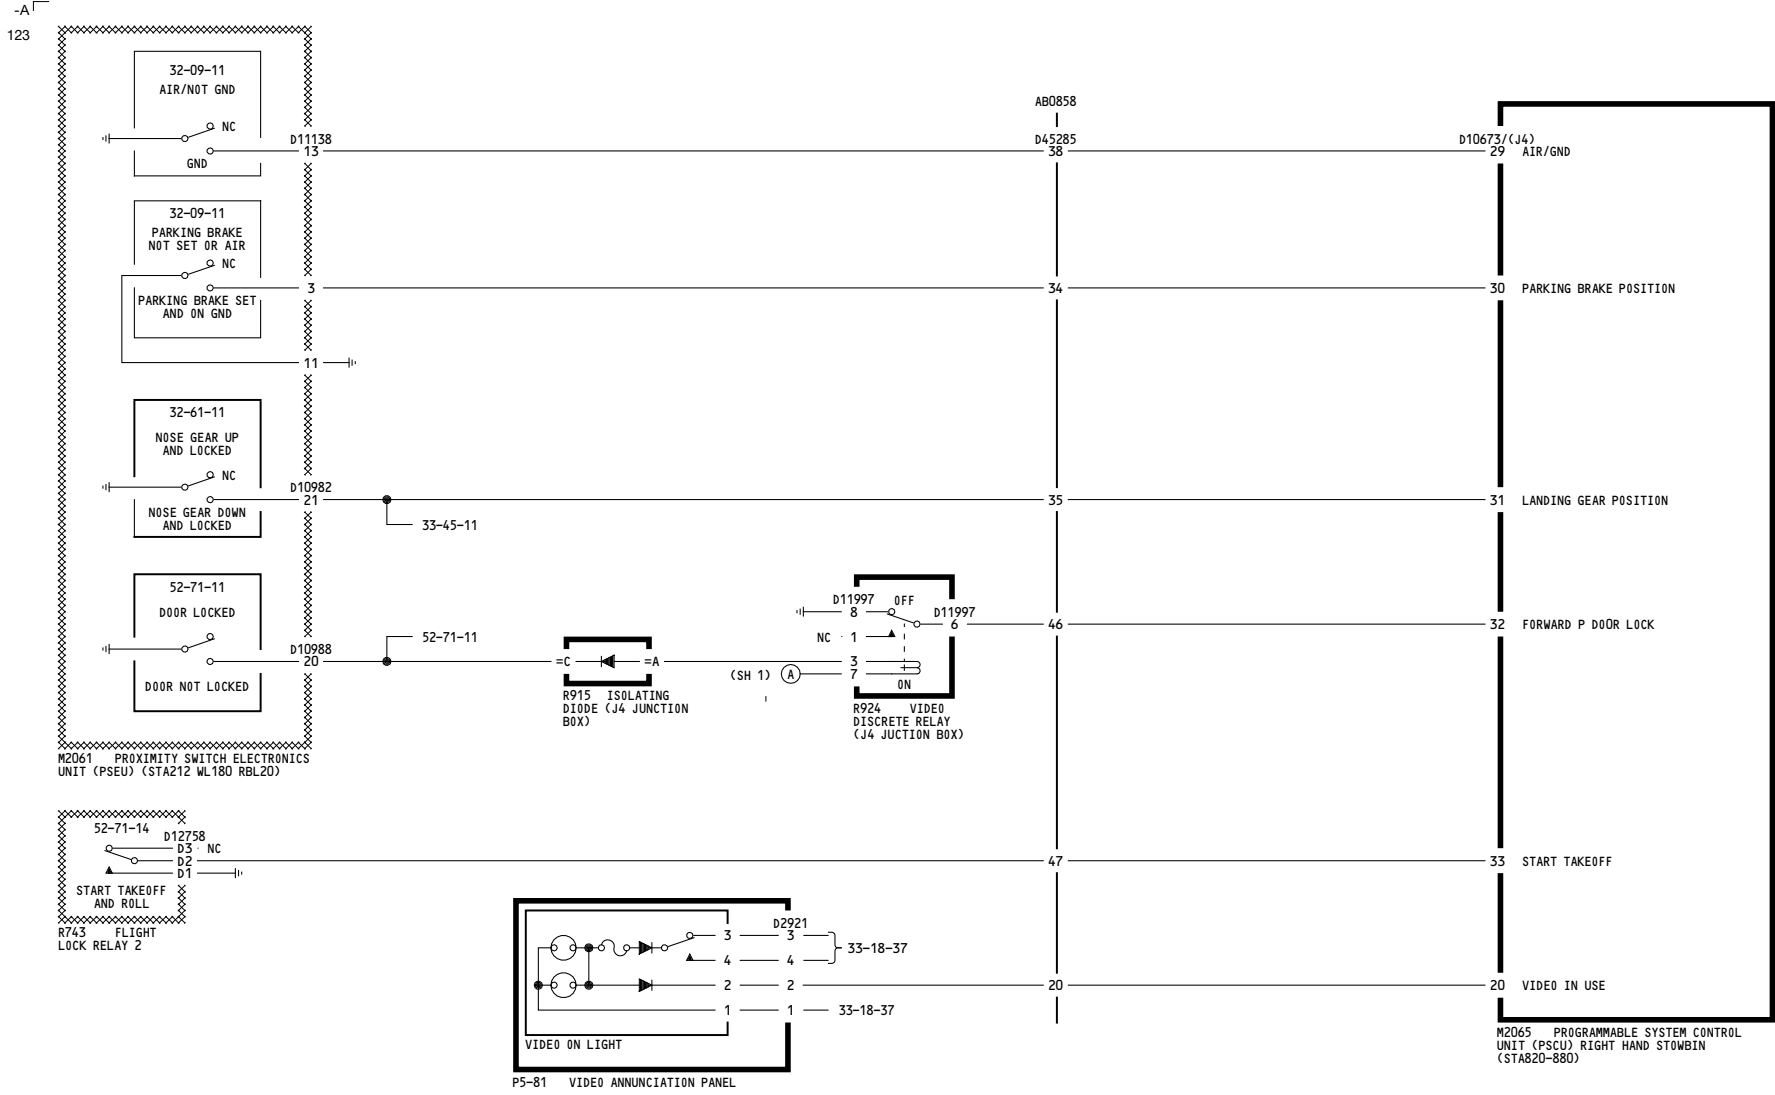 -A
123
32-09-11
AIR/NOT GND
NC
GND
D11138
13
AB0858
D45285
38
D10673/(J4)
29 AIR/GND
32-09-11
PARKING BRAKE
NOT SET OR AIR
NC
PARKING BRAKE SET
AND ON GND
3
34
30 PARKING BRAKE POSITION
11
32-61-11
NOSE GEAR UP
AND LOCKED
NC
NOSE GEAR DOWN
AND LOCKED
D10982
21
33-45-11
35
31 LANDING GEAR POSITION
52-71-11
DOOR LOCKED
DOOR NOT LOCKED
D10988
20
52-71-11
=C
=A
R915 ISOLATING
DIODE (J4 JUNCTION
BOX)
D11997
8
OFF
D11997
6
NC 1
3
(SH 1) A 7
ON
R924 VIDEO
DISCRETE RELAY
(J4 JUCTION BOX)
46
32 FORWARD P DOOR LOCK
M2061 PROXIMITY SWITCH ELECTRONICS
UNIT (PSEU) (STA212 WL180 RBL20)
52-71-14
D12758
D3 NC
D2
D1
START TAKEOFF
AND ROLL
R743 FLIGHT
LOCK RELAY 2
47
33 START TAKEOFF
D2921
3 3
4 4
33-18-37
2 2
20
20 VIDEO IN USE
1 1 33-18-37
VIDEO ON LIGHT
P5-81 VIDEO ANNUNCIATION PANEL
M2065 PROGRAMMABLE SYSTEM CONTROL
UNIT (PSCU) RIGHT HAND STOWBIN
(STA820-880)